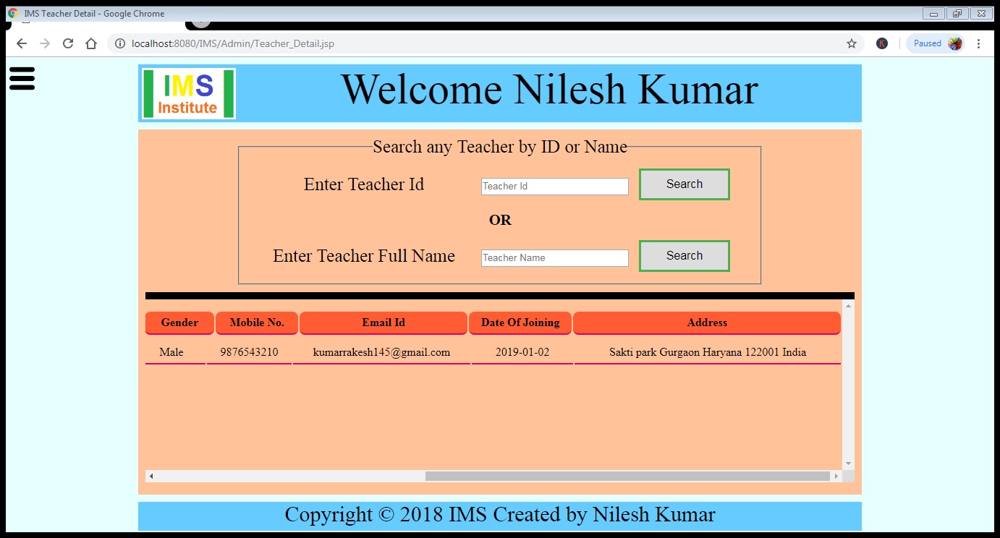 IMS Teacher Detail - Google Chrome
localhost:8080/IMS/Admin/Teacher_Detail.jsp
K
Paused
IMS
Institute
Welcome Nilesh Kumar
Search any Teacher by ID or Name
Enter Teacher Id Teacher Id Search
OR
Enter Teacher Full Name Teacher Name Search
Gender Mobile No. Email Id Date Of Joining Address
Male 9876543210 kumarrakesh145@gmail.com 2019-01-02 Sakti park Gurgaon Haryana 122001 India
Copyright © 2018 IMS Created by Nilesh Kumar